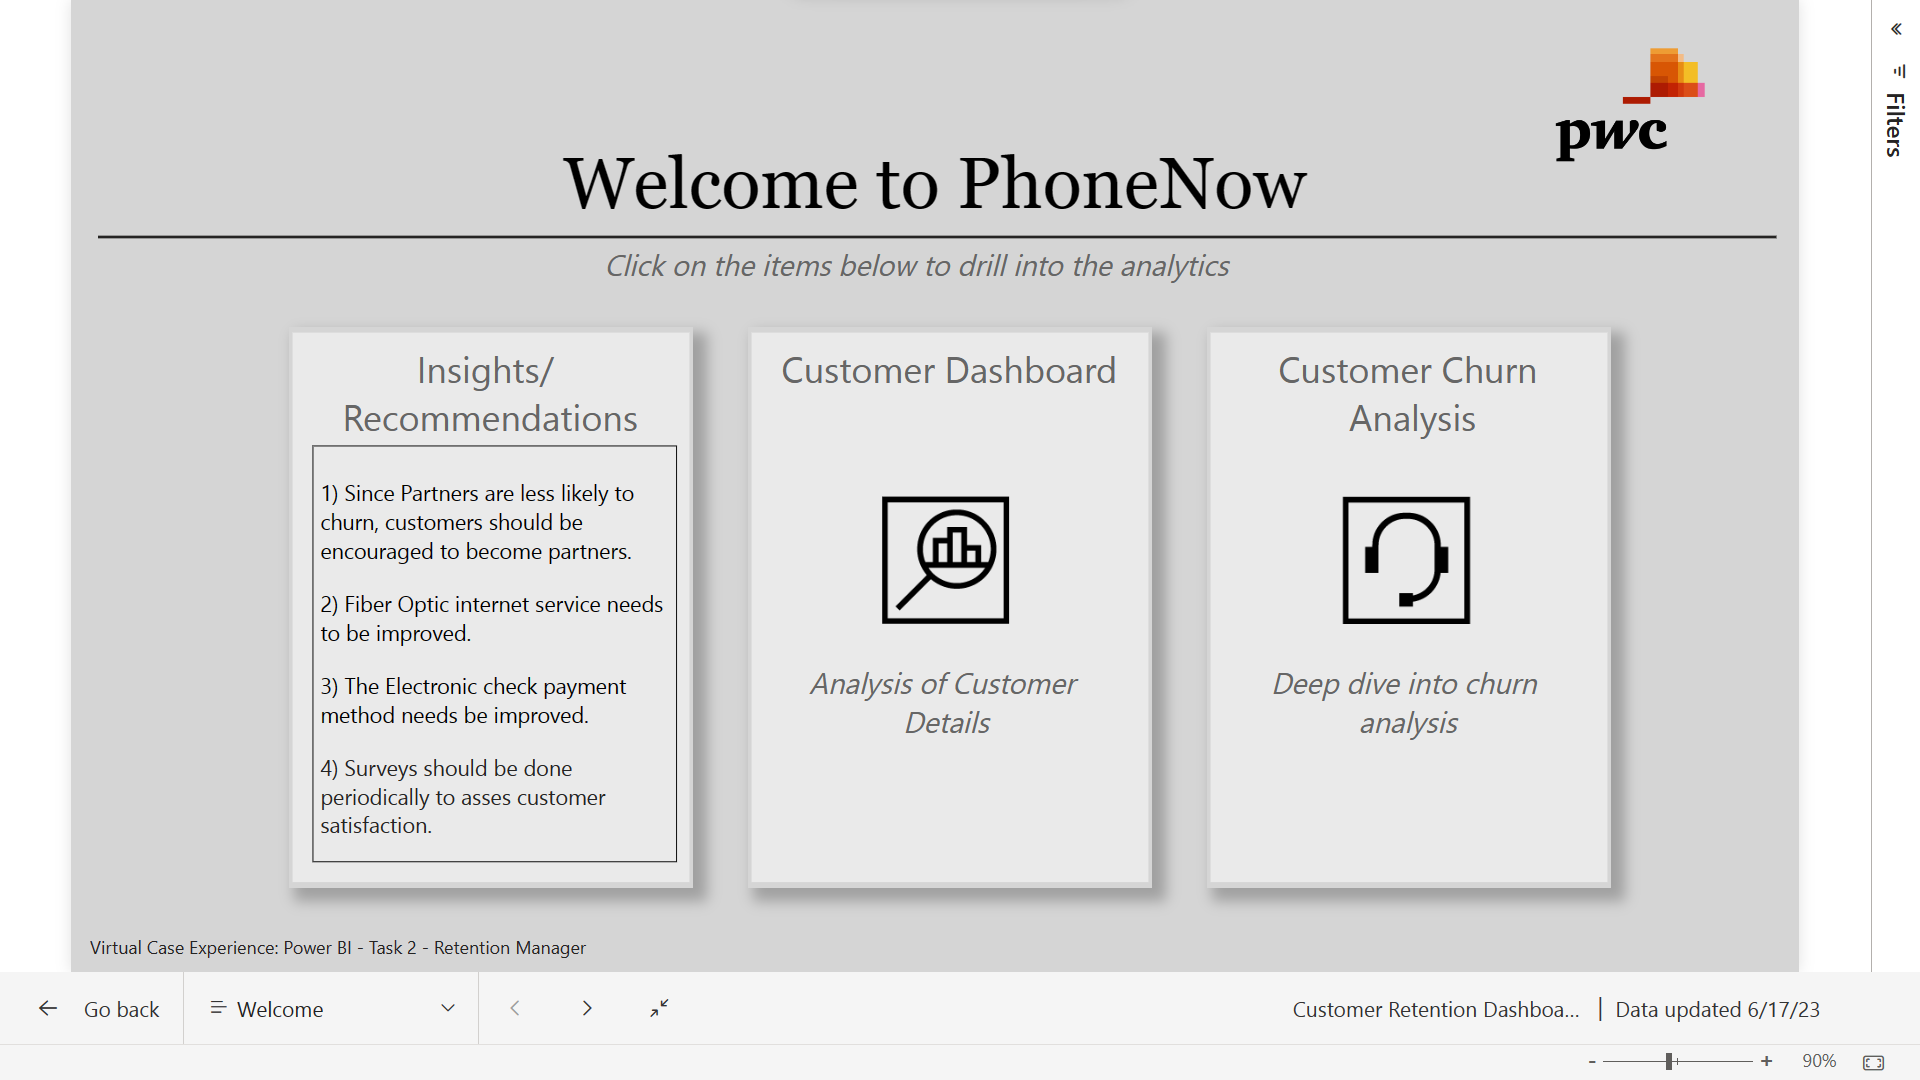 pwc
Welcome to PhoneNow
Click on the items below to drill into the analytics
Insights/
Recommendations
1) Since Partners are less likely to
churn, customers should be
encouraged to become partners.
2) Fiber Optic internet service needs
to be improved.
3) The Electronic check payment
method needs be improved.
4) Surveys should be done
periodically to asses customer
satisfaction.
Customer Dashboard
Analysis of Customer
Details
Customer Churn
Analysis
Deep dive into churn
analysis
Virtual Case Experience: Power BI - Task 2 - Retention Manager
Filters
Go back
Welcome
Customer Retention Dashboa... | Data updated 6/17/23
- + 90%